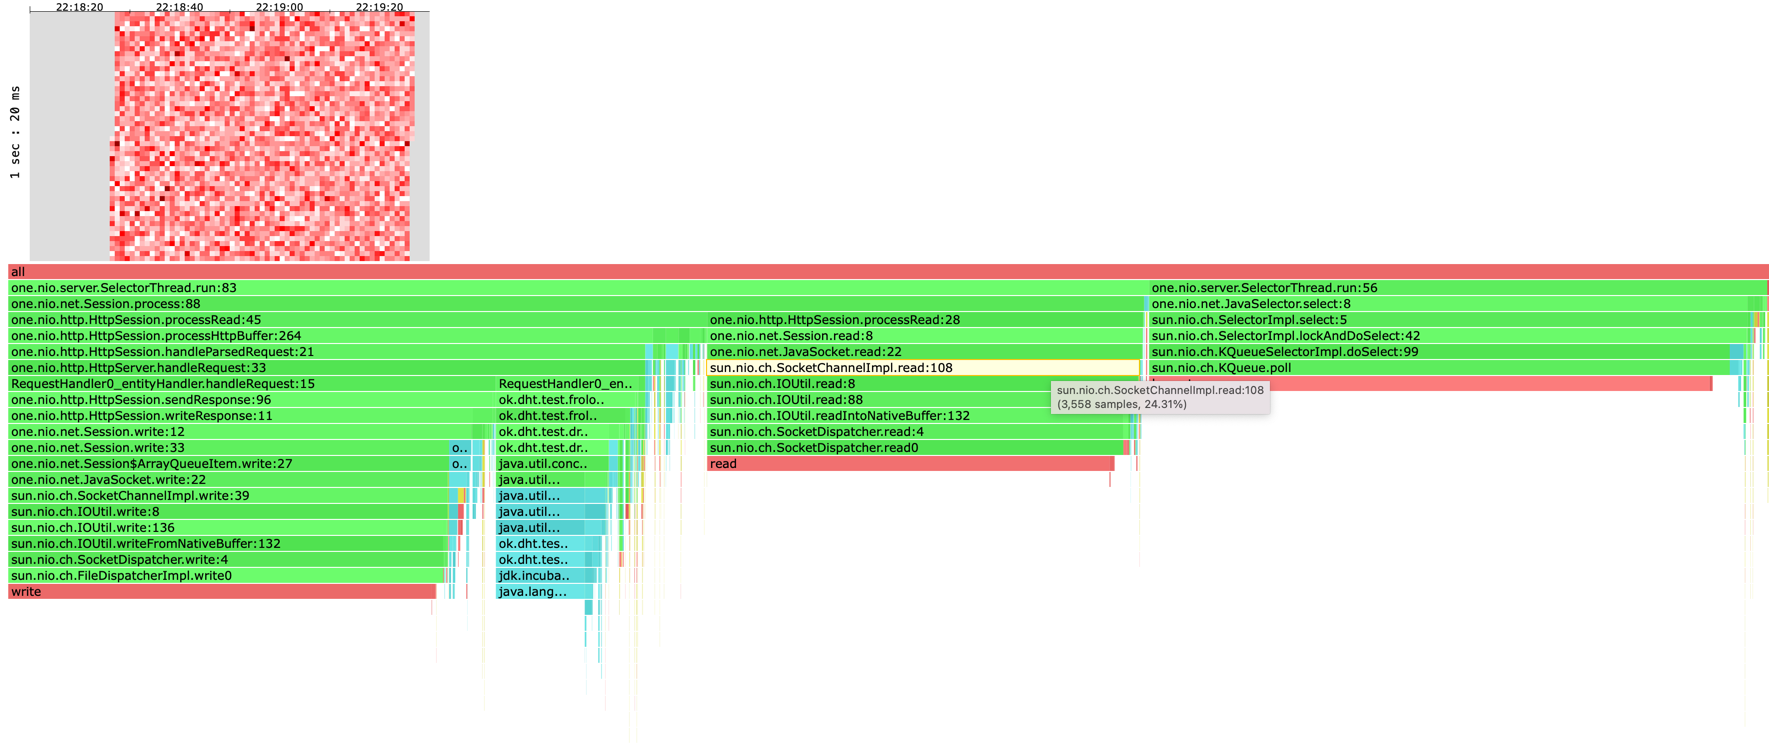 22:18:20 22:18:40 22:19:00 22:19:20
1 sec : 20 ms
all
one.nio.server.SelectorThread.run:83 one.nio.server.SelectorThread.run:56
one.nio.net.Session.process:88 one.nio.net.JavaSelector.select:8
one.nio.http.HttpSession.processRead:45 one.nio.http.HttpSession.processRead:28 sun.nio.ch.SelectorImpl.select:5
one.nio.http.HttpSession.processHttpBuffer:264 one.nio.net.Session.read:8 sun.nio.ch.SelectorImpl.lockAndDoSelect:42
one.nio.http.HttpSession.handleParsedRequest:21 one.nio.net.JavaSocket.read:22 sun.nio.ch.KQueueSelectorImpl.doSelect:99
one.nio.http.HttpServer.handleRequest:33 sun.nio.ch.SocketChannelImpl.read:108 sun.nio.ch.KQueue.poll
RequestHandler0_entityHandler.handleRequest:15 RequestHandler0_en.. sun.nio.ch.IOUtil.read:8
one.nio.http.HttpSession.sendResponse:96 ok.dht.test.frolo.. sun.nio.ch.IOUtil.read:88
one.nio.http.HttpSession.writeResponse:11 ok.dht.test.frol.. sun.nio.ch.IOUtil.readIntoNativeBuffer:132
one.nio.net.Session.write:12 ok.dht.test.dr.. sun.nio.ch.SocketDispatcher.read:4
one.nio.net.Session.write:33 o.. ok.dht.test.dr.. sun.nio.ch.SocketDispatcher.read0
one.nio.net.Session$ArrayQueueItem.write:27 o.. java.util.conc.. read
one.nio.net.JavaSocket.write:22 java.util...
sun.nio.ch.SocketChannelImpl.write:39 java.util...
sun.nio.ch.IOUtil.write:8 java.util...
sun.nio.ch.IOUtil.write:136 java.util...
sun.nio.ch.IOUtil.writeFromNativeBuffer:132 ok.dht.tes..
sun.nio.ch.SocketDispatcher.write:4 ok.dht.tes..
sun.nio.ch.FileDispatcherImpl.write0 jdk.incuba..
write java.lang...
sun.nio.ch.SocketChannelImpl.read:108
(3,558 samples, 24.31%)